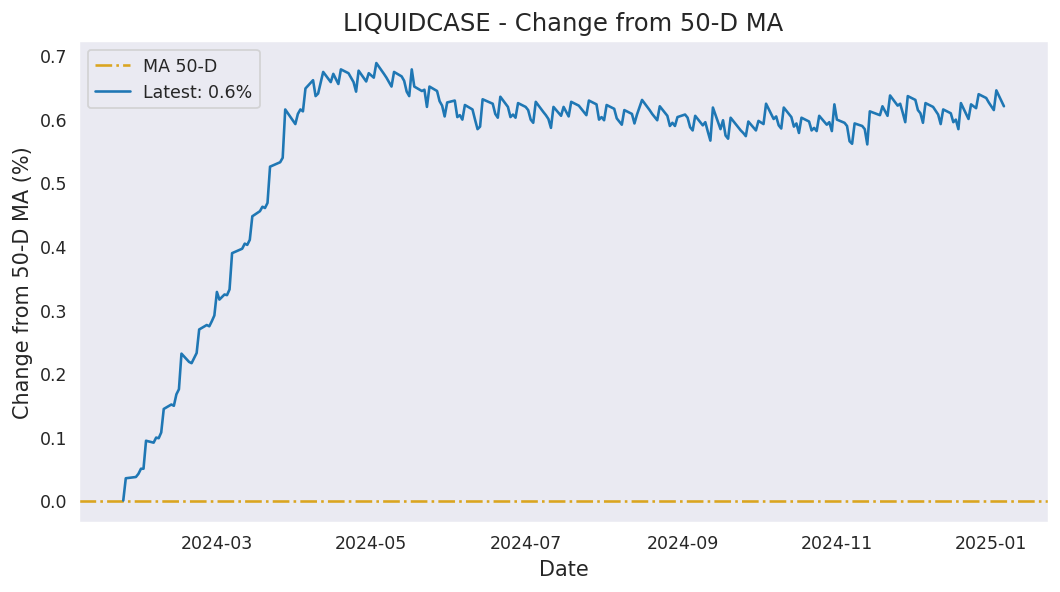 LIQUIDCASE - Change from 50-D MA
MA 50-D
Latest: 0.6%
Change from 50-D MA (%)
0.7
0.6
0.5
0.4
0.3
0.2
0.1
0.0
2024-03
2024-05
2024-07
2024-09
2024-11
2025-01
Date